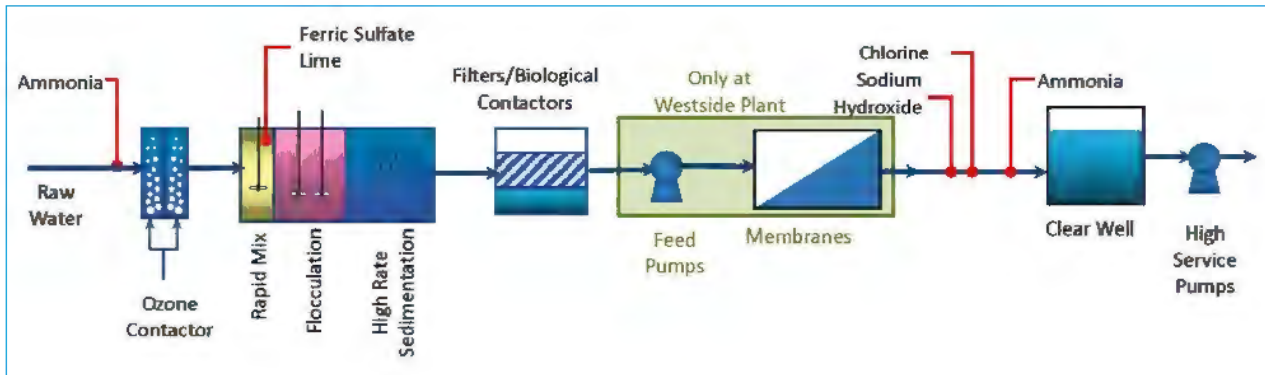 Ammonia
Raw
Water
Ozone
Contactor
Ferric Sulfate
Lime
Rapid Mix
Flocculation
High Rate
Sedimentation
Filters/Biological
Contactors
Only at
Westside Plant
Feed
Pumps
Membranes
Chlorine
Sodium
Hydroxide
Ammonia
Clear Well
High
Service
Pumps